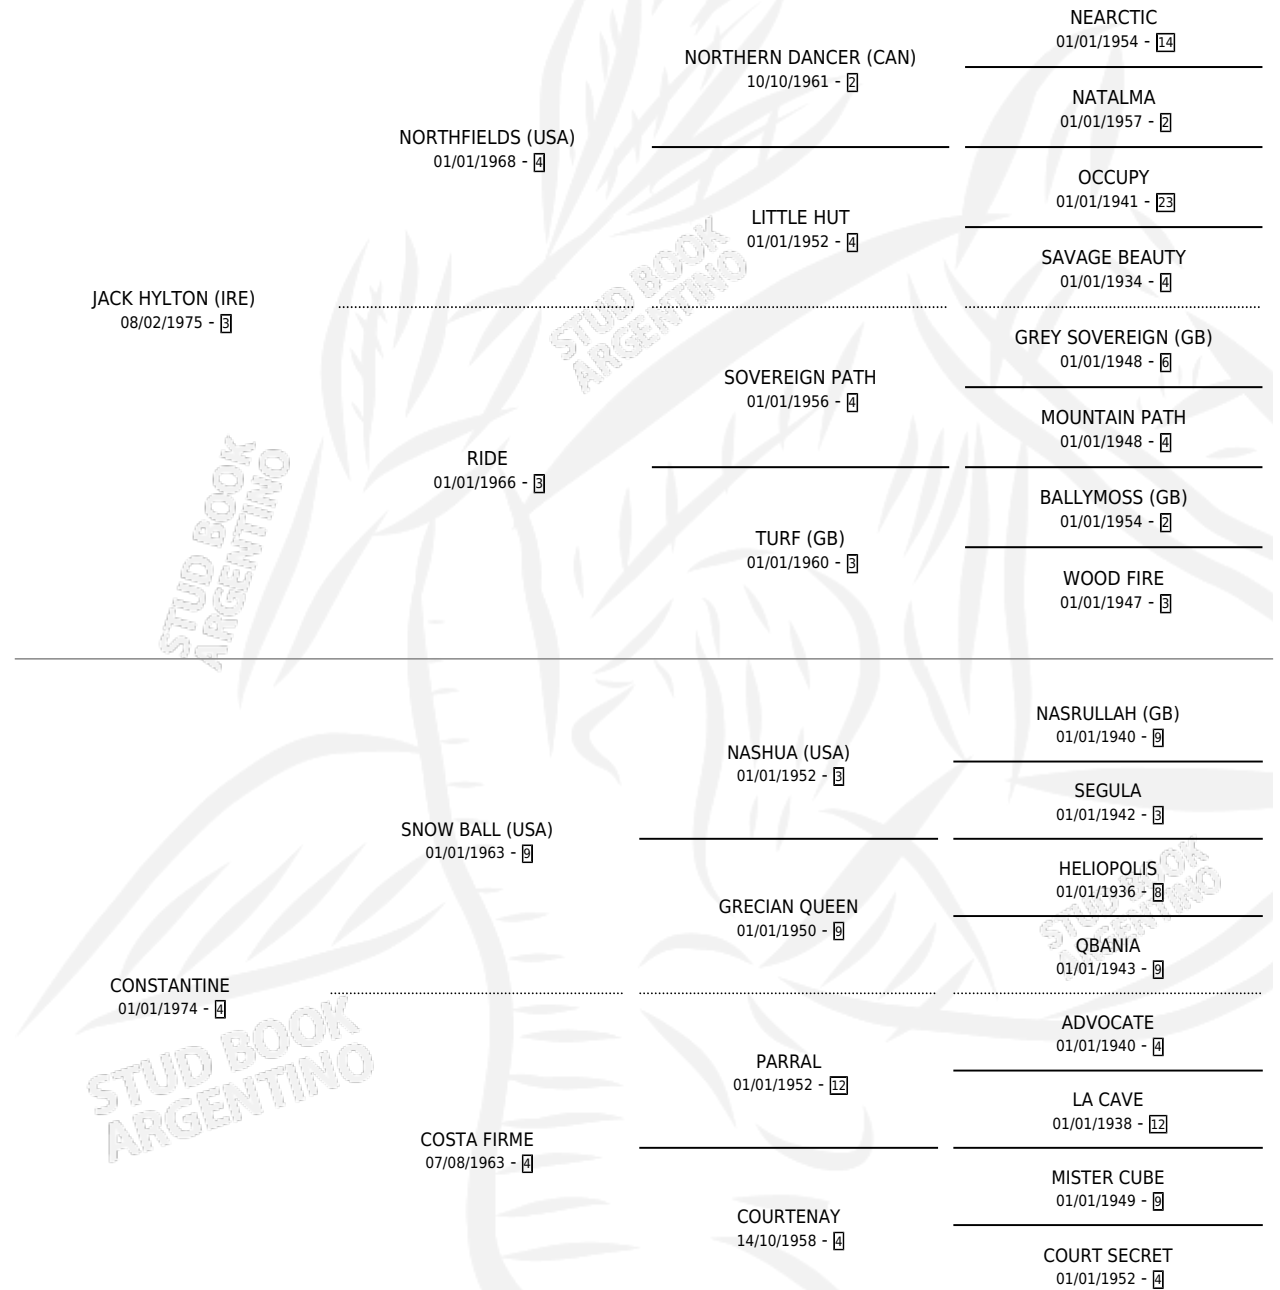 JACK HYLTON (IRE)
08/02/1975 - 3
NORTHFIELDS (USA)
01/01/1968 - 4
RIDE
01/01/1966 - 3
NORTHERN DANCER (CAN)
10/10/1961 - 2
LITTLE HUT
01/01/1952 - 4
SOVEREIGN PATH
01/01/1956 - 4
TURF (GB)
01/01/1960 - 3
NEARCTIC
01/01/1954 - 14
NATALMA
01/01/1957 - 2
OCCUPY
01/01/1941 - 23
SAVAGE BEAUTY
01/01/1934 - 4
GREY SOVEREIGN (GB)
01/01/1948 - 6
MOUNTAIN PATH
01/01/1948 - 4
BALLYMOSS (GB)
01/01/1954 - 2
WOOD FIRE
01/01/1947 - 3
STUD BOOK
ARGENTINO
STUD BOOK
ARGENTINO
CONSTANTINE
01/01/1974 - 4
SNOW BALL (USA)
01/01/1963 - 9
COSTA FIRME
07/08/1963 - 4
NASHUA (USA)
01/01/1952 - 3
GRECIAN QUEEN
01/01/1950 - 9
PARRAL
01/01/1952 - 12
COURTENAY
14/10/1958 - 4
NASRULLAH (GB)
01/01/1940 - 9
SEGULA
01/01/1942 - 3
HELIOPOLIS
01/01/1936 - 8
QBANIA
01/01/1943 - 9
ADVOCATE
01/01/1940 - 4
LA CAVE
01/01/1938 - 12
MISTER CUBE
01/01/1949 - 9
COURT SECRET
01/01/1952 - 4
STUD BOOK
ARGENTINO
STUD BOOK
ARGENTINO